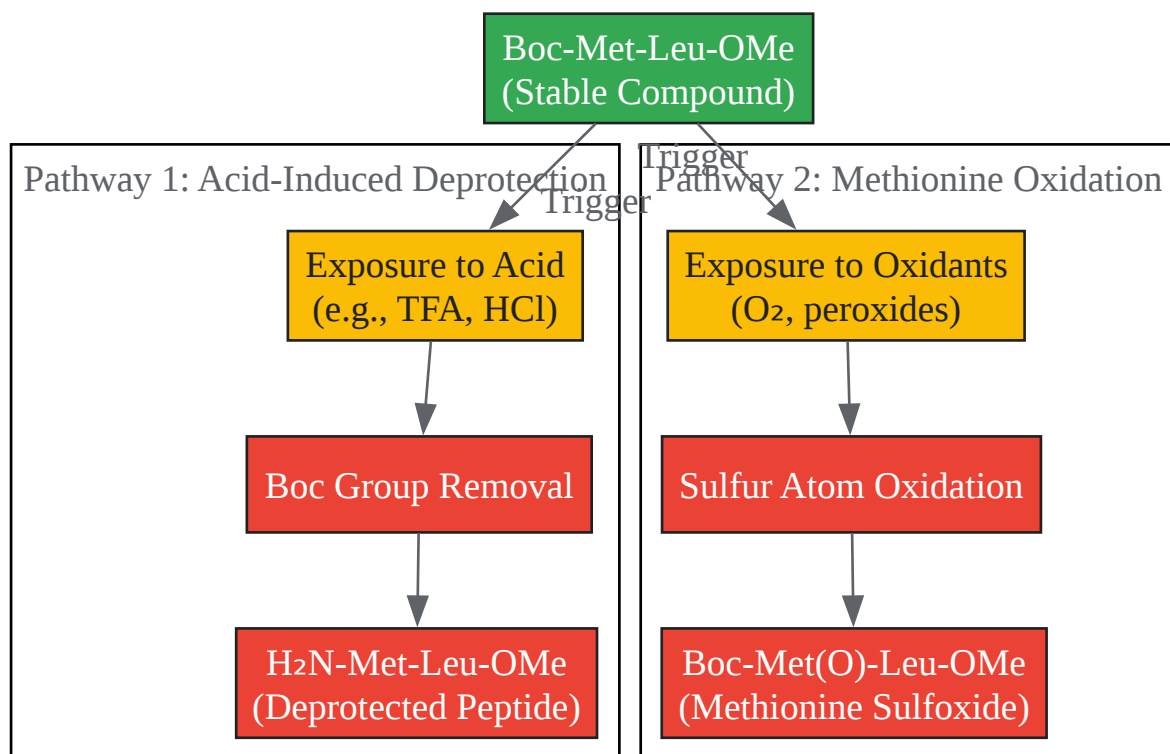 Boc-Met-Leu-OMe
(Stable Compound)
Pathway 1: Acid-Induced Deprotection
Trigger
Exposure to Acid
(e.g., TFA, HCl)
Boc Group Removal
H₂N-Met-Leu-OMe
(Deprotected Peptide)
Trigger
Pathway 2: Methionine Oxidation
Exposure to Oxidants
(O₂, peroxides)
Sulfur Atom Oxidation
Boc-Met(O)-Leu-OMe
(Methionine Sulfoxide)